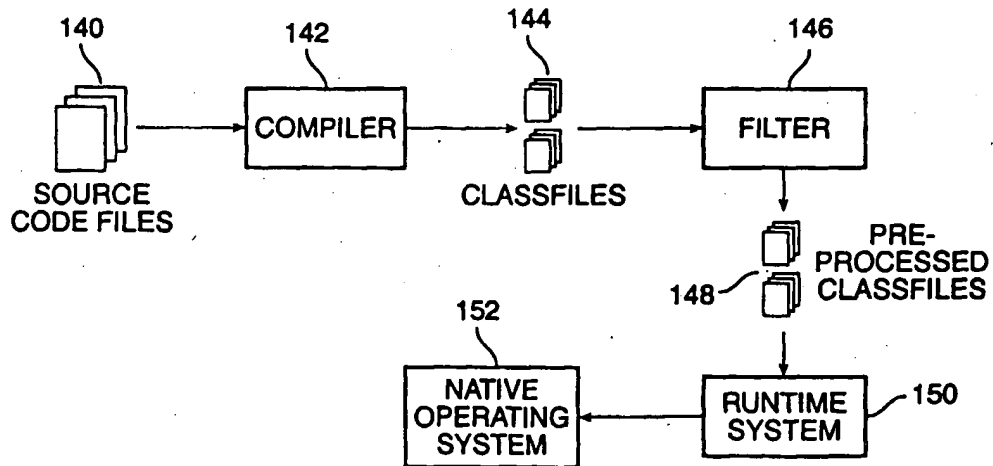 140
142
144
146
COMPILER
FILTER
SOURCE
CODE FILES
CLASSFILES
148
PRE-
PROCESSED
CLASSFILES
152
NATIVE
OPERATING
SYSTEM
RUNTIME
SYSTEM
150